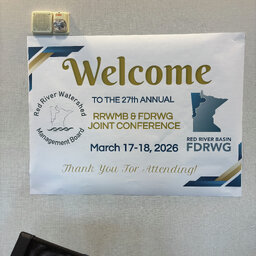 Welcome
TO THE 27th ANNUAL
RRWMB & FDRWG
JOINT CONFERENCE
March 17-18, 2026
Red River Watershed
Management Board
RED RIVER BASIN
FDRWG
Thank You For Attending!